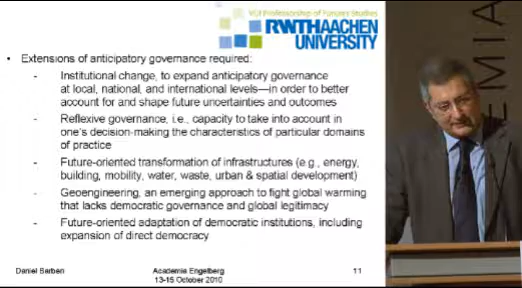 VCI Professorship of Futures Studies
RWTHAACHEN
UNIVERSITY
• Extensions of anticipatory governance required:
- Institutional change, to expand anticipatory governance
at local, national, and international levels—in order to better
account for and shape future uncertainties and outcomes
- Reflexive governance, i.e., capacity to take into account in
one's decision-making the characteristics of particular domains
of practice
- Future-oriented transformation of infrastructures (e.g., energy,
building, mobility, water, waste, urban & spatial development)
- Geoengineering, an emerging approach to fight global warming
that lacks democratic governance and global legitimacy
- Future-oriented adaptation of democratic institutions, including
expansion of direct democracy
Daniel Barben
Academia Engelberg
13-15 October 2010
11
EMIA